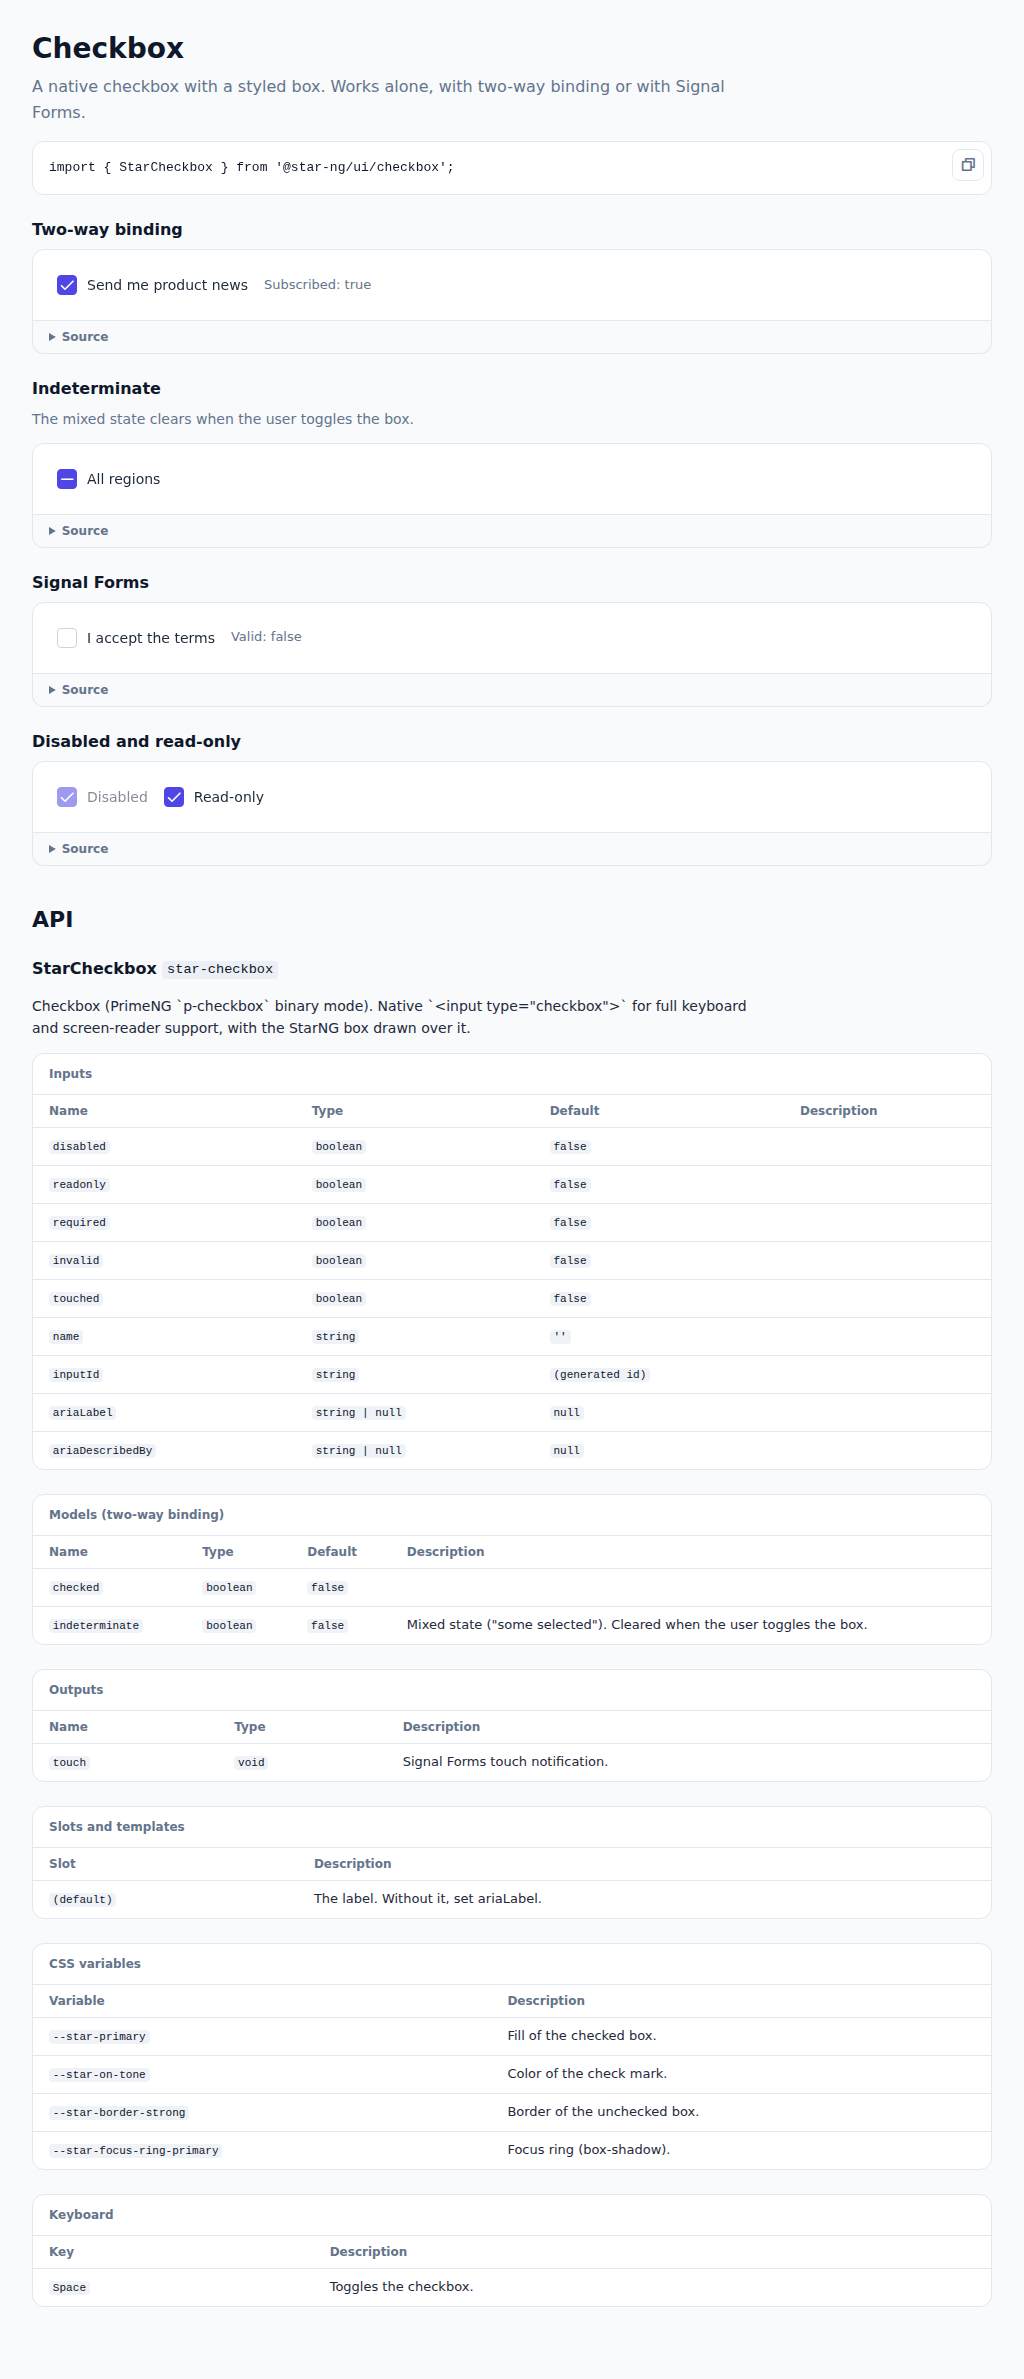 Checkbox
A native checkbox with a styled box. Works alone, with two-way binding or with Signal
Forms.
import { StarCheckbox } from '@star-ng/ui/checkbox';
Two-way binding
Send me product news Subscribed: true
Source
Indeterminate
The mixed state clears when the user toggles the box.
All regions
Source
Signal Forms
I accept the terms Valid: false
Source
Disabled and read-only
Disabled Read-only
Source
API
StarCheckbox star-checkbox
Checkbox (PrimeNG `p-checkbox` binary mode). Native `<input type="checkbox">` for full keyboard
and screen-reader support, with the StarNG box drawn over it.
Inputs
Name Type Default Description
disabled boolean false
readonly boolean false
required boolean false
invalid boolean false
touched boolean false
name string ''
inputId string (generated id)
ariaLabel string | null null
ariaDescribedBy string | null null
Models (two-way binding)
Name Type Default Description
checked boolean false
indeterminate boolean false Mixed state ("some selected"). Cleared when the user toggles the box.
Outputs
Name Type Description
touch void Signal Forms touch notification.
Slots and templates
Slot Description
(default) The label. Without it, set ariaLabel.
CSS variables
Variable Description
--star-primary Fill of the checked box.
--star-on-tone Color of the check mark.
--star-border-strong Border of the unchecked box.
--star-focus-ring-primary Focus ring (box-shadow).
Keyboard
Key Description
Space Toggles the checkbox.